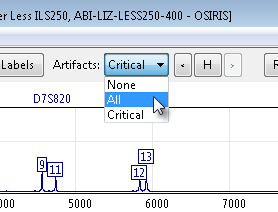 er Less ILS250, ABI-LIZ-LESS250-400 - OSIRIS]
Labels Artifacts: Critical < H > R
None
All
Critical
D7S820
9 11 12 13
000 5000 6000 7000